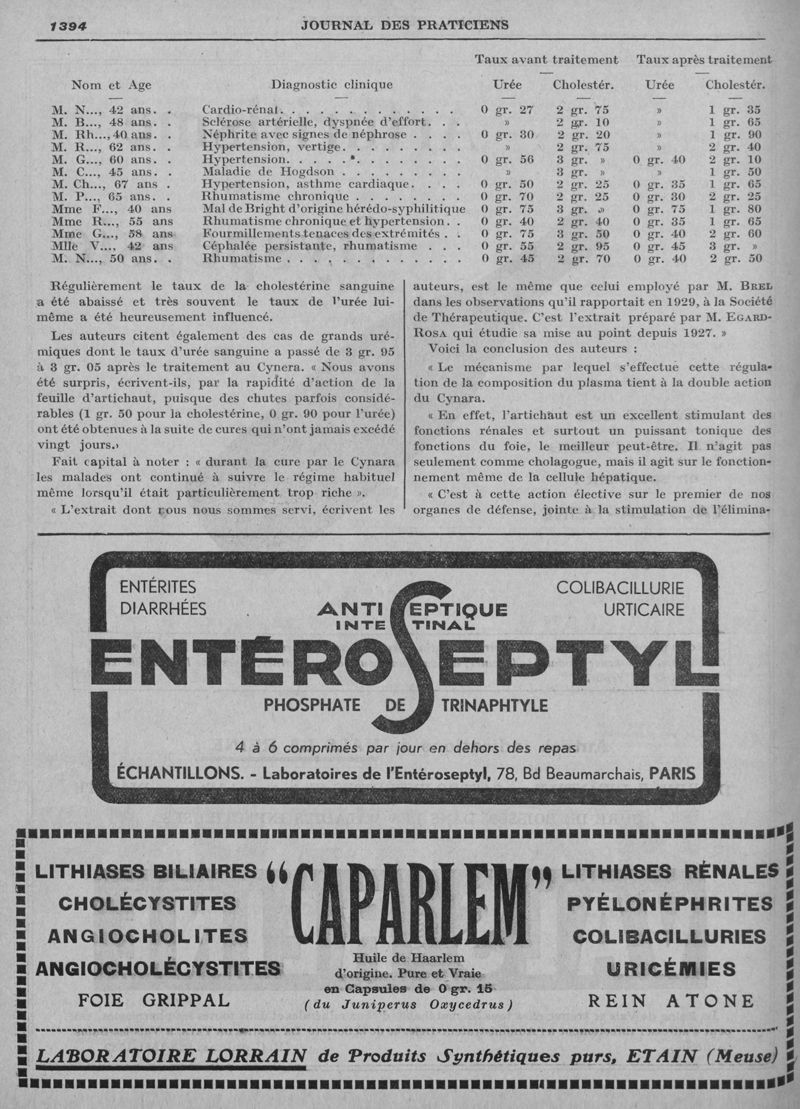 1394 JOURNAL DES PRATICIENS
Taux avant traitement Taux après traitement
Nom et Age Diagnostic clinique Urée Cholestér. Urée Cholestér.
M. N..., 42 ans. . Cardio-rénal. . . . . . . . . . . . . 0 gr. 27 2 gr. 75 » 1 gr. 35
M. B..., 48 ans. . Sclérose artérielle, dyspnée d'effort. . . » 2 gr. 10 » 1 gr. 65
M. Rh..., 40 ans. . Néphrite avec signes de néphrose . . . . 0 gr. 30 2 gr. 20 » 1 gr. 90
M. R..., 62 ans. . Hypertension, vertige. . . . . . . . . » 2 gr. 75 » 2 gr. 40
M. G..., 60 ans. . Hypertension. . . . . . . . . . . . . 0 gr. 56 3 gr. » 0 gr. 40 2 gr. 10
M. C..., 45 ans. . Maladie de Hogdson . . . . . . . . . » 3 gr. » » 1 gr. 50
M. Ch..., 67 ans . Hypertension, asthme cardiaque. . . . 0 gr. 50 2 gr. 25 0 gr. 35 1 gr. 65
M. P..., 65 ans. . Rhumatisme chronique . . . . . . . . 0 gr. 70 2 gr. 25 0 gr. 30 2 gr. 25
Mme F..., 40 ans Mal de Bright d'origine hérédo-syphilitique 0 gr. 75 3 gr. » 0 gr. 75 1 gr. 80
Mme R..., 55 ans Rhumatisme chronique et hypertension. . 0 gr. 40 2 gr. 40 0 gr. 35 1 gr. 65
Mme G..., 58 ans Fourmillements tenaces des extrémités . . 0 gr. 75 3 gr. 50 0 gr. 40 2 gr. 60
Mlle V..., 42 ans Céphalée persistante, rhumatisme . . . 0 gr. 55 2 gr. 95 0 gr. 45 3 gr. »
M. N..., 50 ans. . Rhumatisme . . . . . . . . . . . . . 0 gr. 45 2 gr. 70 0 gr. 40 2 gr. 50
Régulièrement le taux de la cholestérine sanguine
a été abaissé et très souvent le taux de l'urée lui-
même a été heureusement influencé.
Les auteurs citent également des cas de grands uré-
miques dont le taux d'urée sanguine a passé de 3 gr. 95
à 3 gr. 05 après le traitement au Cynera. « Nous avons
été surpris, écrivent-ils, par la rapidité d'action de la
feuille d'artichaut, puisque des chutes parfois considé-
rables (1 gr. 50 pour la cholestérine, 0 gr. 90 pour l'urée)
ont été obtenues à la suite de cures qui n'ont jamais excédé
vingt jours.»
Fait capital à noter : « durant la cure par le Cynara
les malades ont continué à suivre le régime habituel
même lorsqu'il était particulièrement trop riche ».
« L'extrait dont nous nous sommes servi, écrivent les
auteurs, est le même que celui employé par M. BREL
dans les observations qu'il rapportait en 1929, à la Société
de Thérapeutique. C'est l'extrait préparé par M. EGARD-
ROSA qui étudie sa mise au point depuis 1927. »
Voici la conclusion des auteurs :
« Le mécanisme par lequel s'effectue cette régula-
tion de la composition du plasma tient à la double action
du Cynara.
« En effet, l'artichaut est un excellent stimulant des
fonctions rénales et surtout un puissant tonique des
fonctions du foie, le meilleur peut-être. Il n'agit pas
seulement comme cholagogue, mais il agit sur le fonction-
nement même de la cellule hépatique.
« C'est à cette action élective sur le premier de nos
organes de défense, jointe à la stimulation de l'élimina-
ENTÉRITES
DIARRHÉES
COLIBACILLURIE
URTICAIRE
ANTISEPTIQUE
INTESTINAL
ENTÉROSEPTYL
PHOSPHATE DE TRINAPHTYLE
4 à 6 comprimés par jour en dehors des repas
ÉCHANTILLONS. - Laboratoires de l'Entéroseptyl, 78, Bd Beaumarchais, PARIS
LITHIASES BILIAIRES
CHOLÉCYSTITES
ANGIOCHOLITES
ANGIOCHOLÉCYSTITES
FOIE GRIPPAL
"CAPARLEM"
Huile de Haarlem
d'origine. Pure et Vraie
en Capsules de 0 gr. 15
(du Juniperus Oxycedrus)
LITHIASES RÉNALES
PYÉLONÉPHRITES
COLIBACILLURIES
URICÉMIES
REIN ATONE
LABORATOIRE LORRAIN de Produits Synthétiques purs, ETAIN (Meuse)